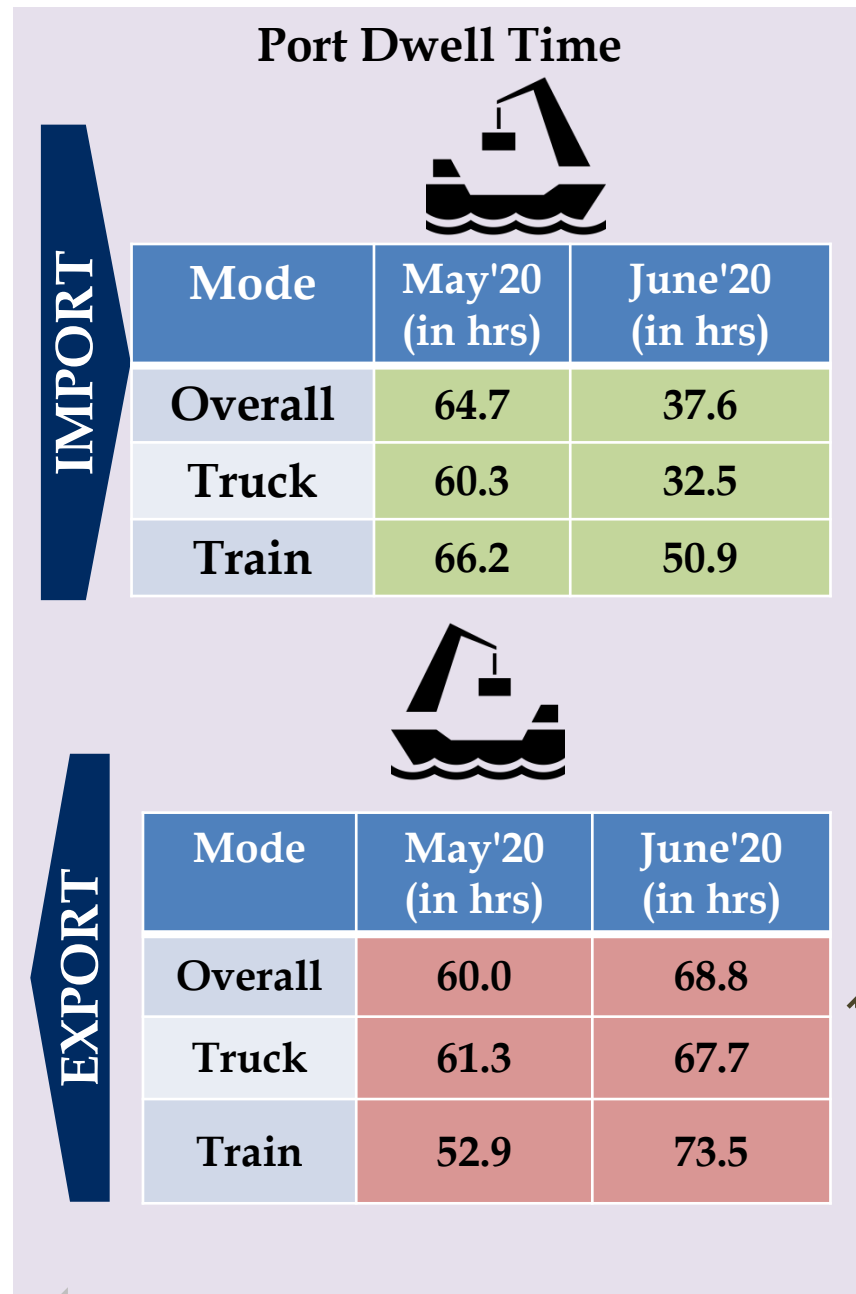 Port Dwell Time
IMPORT
Mode May'20 (in hrs) June'20 (in hrs)
Overall 64.7 37.6
Truck 60.3 32.5
Train 66.2 50.9
EXPORT
Mode May'20 (in hrs) June'20 (in hrs)
Overall 60.0 68.8
Truck 61.3 67.7
Train 52.9 73.5